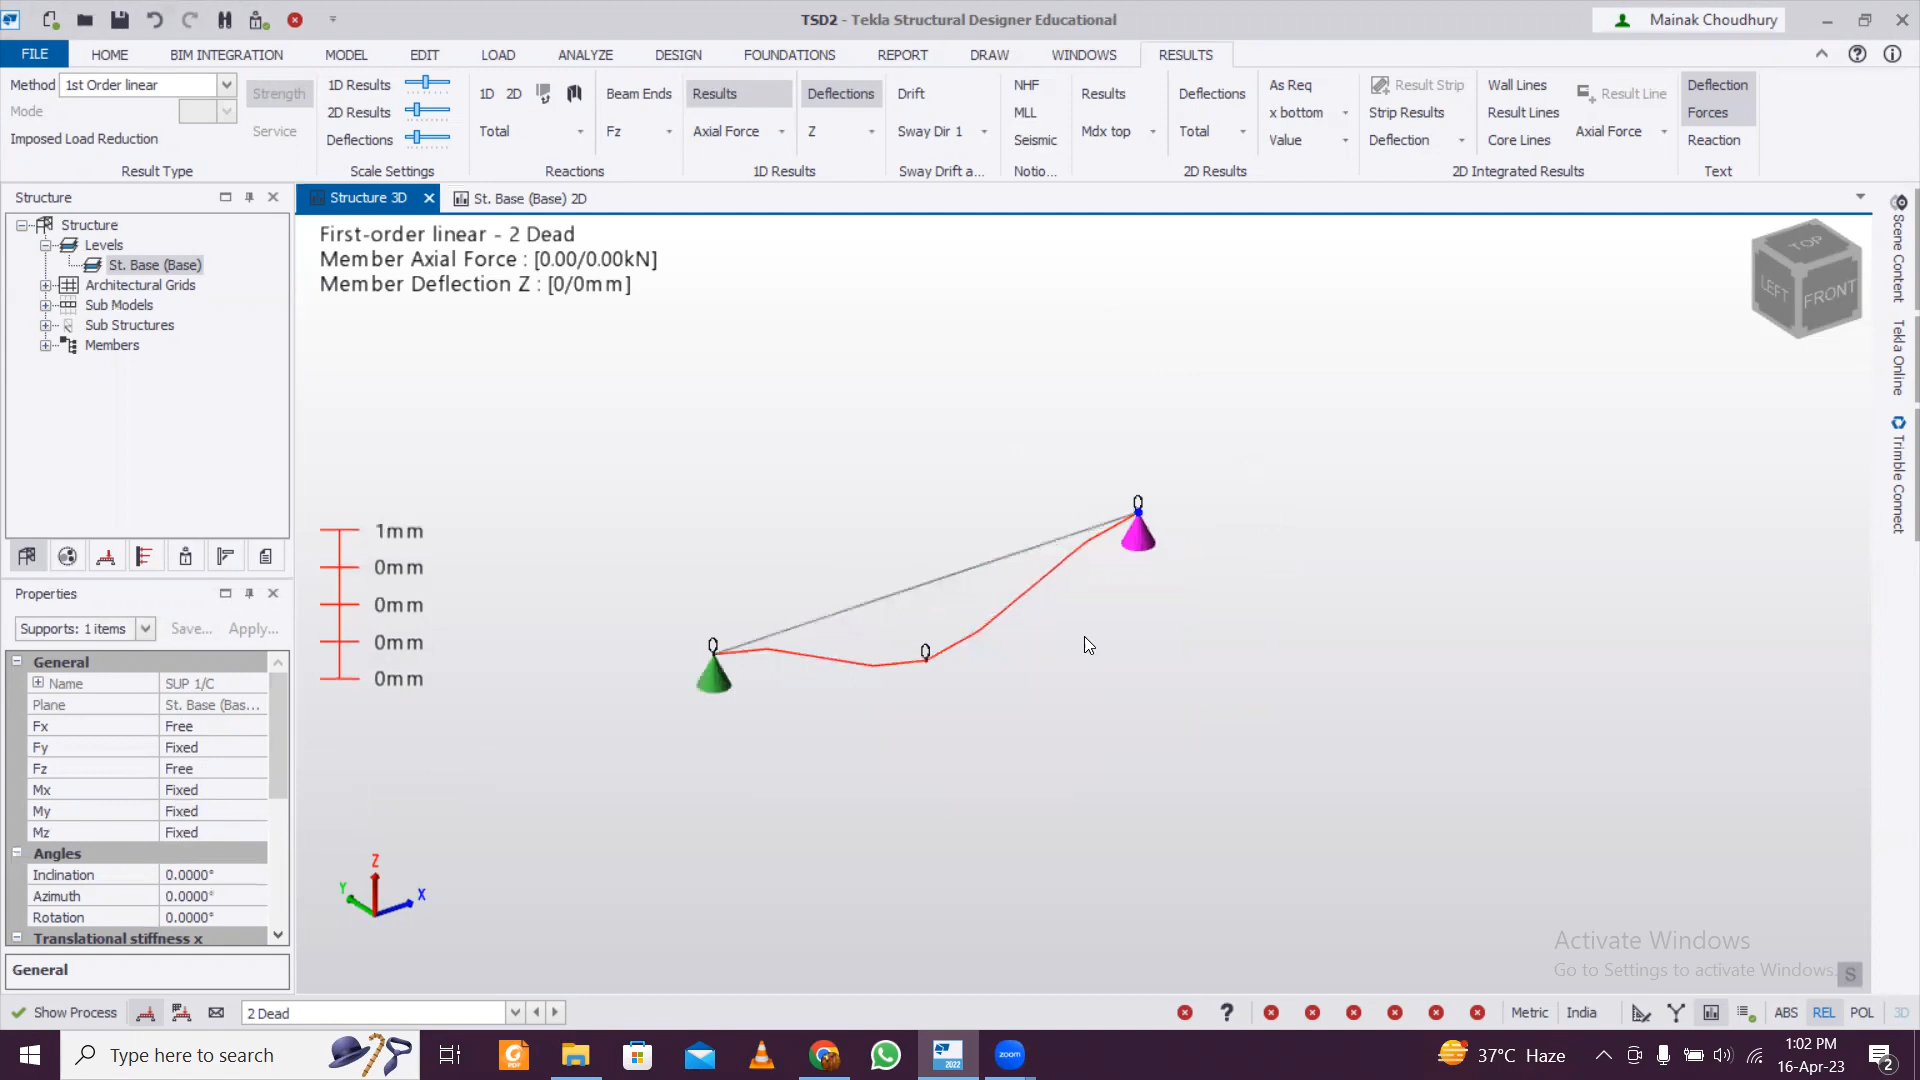 TSD2 - Tekla Structural Designer Educational
Mainak Choudhury
FILE HOME BIM INTEGRATION MODEL EDIT LOAD ANALYZE DESIGN FOUNDATIONS REPORT DRAW WINDOWS RESULTS
Method 1st Order linear
Mode
Imposed Load Reduction
Strength
Service
Result Type
1D Results
2D Results
Deflections
Scale Settings
1D 2D
Total
Beam Ends
Fz
Reactions
Results
Axial Force
Deflections
Z
1D Results
Drift
Sway Dir 1
Sway Drift a...
NHF
MLL
Seismic
Notio...
Results
Mdx top
Deflections
Total
As Req
x bottom
Value
2D Results
Result Strip
Strip Results
Deflection
Wall Lines
Result Lines
Core Lines
Result Line
Axial Force
2D Integrated Results
Deflection
Forces
Reaction
Text
Structure
Structure
Levels
St. Base (Base)
Architectural Grids
Sub Models
Sub Structures
Members
Structure 3D
St. Base (Base) 2D
First-order linear - 2 Dead
Member Axial Force : [0.00/0.00kN]
Member Deflection Z : [0/0mm]
TOP
LEFT
FRONT
Scene Content
Tekla Online
Trimble Connect
1mm
0mm
0mm
0mm
0mm
0
0
0
Z
Y
X
Properties
Supports: 1 items
Save...
Apply...
General
Name SUP 1/C
Plane St. Base (Bas...
Fx Free
Fy Fixed
Fz Free
Mx Fixed
My Fixed
Mz Fixed
Angles
Inclination 0.0000°
Azimuth 0.0000°
Rotation 0.0000°
Translational stiffness x
General
Activate Windows
Go to Settings to activate Windows.
S
Show Process
2 Dead
Metric
India
ABS
REL
POL
3D
Type here to search
PDF
2022
zoom
37°C Haze
1:02 PM
16-Apr-23
2